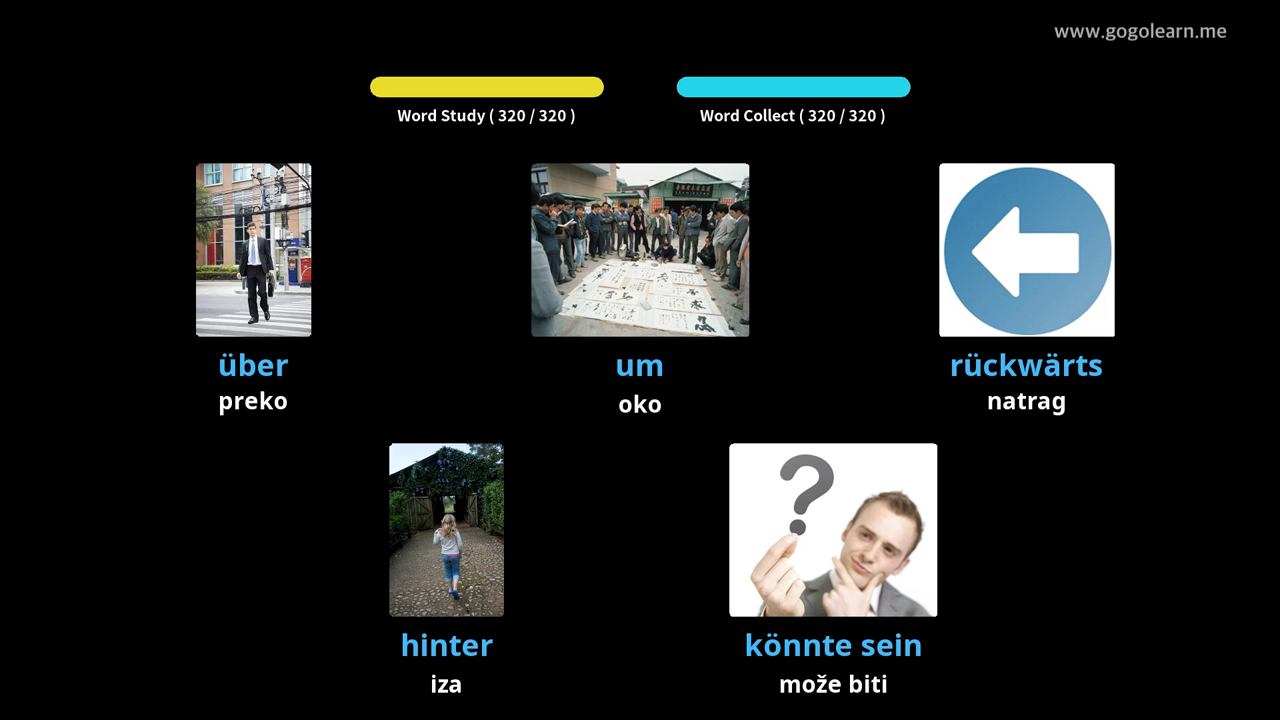 www.gogolearn.me
Word Study ( 320 / 320 )
Word Collect ( 320 / 320 )
über
preko
um
oko
rückwärts
natrag
hinter
iza
könnte sein
može biti